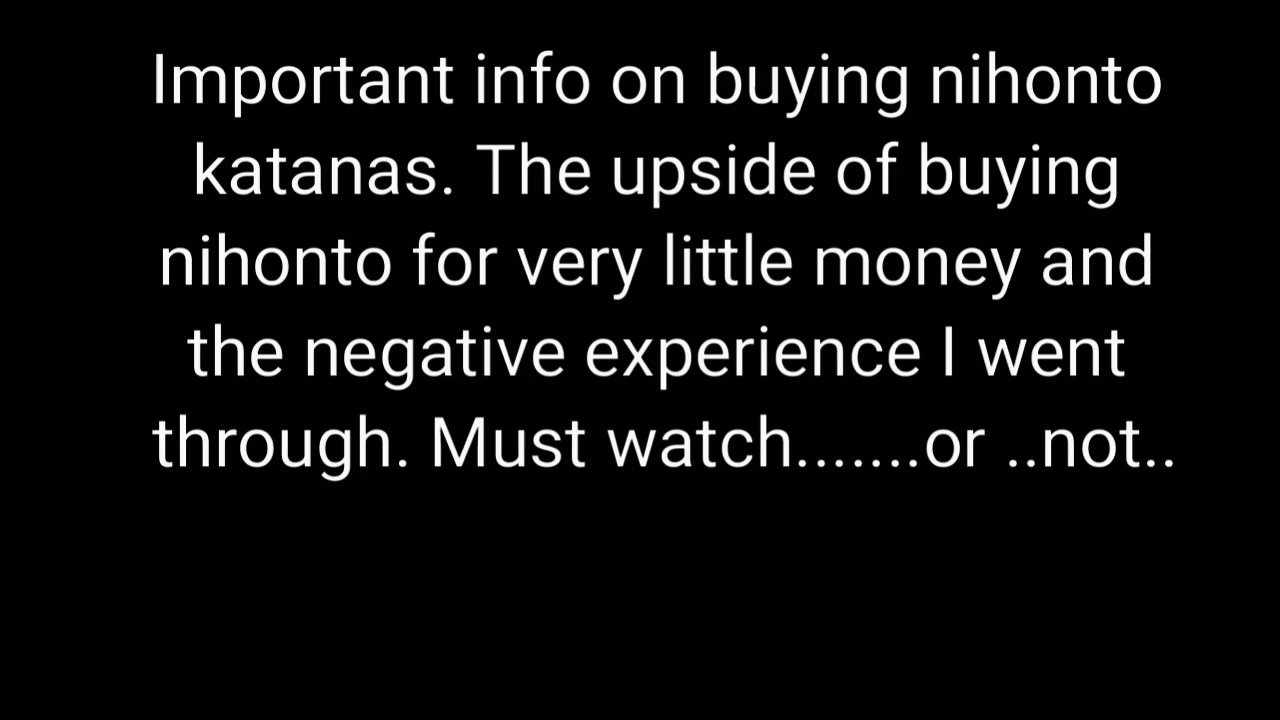 Important info on buying nihonto
katanas. The upside of buying
nihonto for very little money and
the negative experience I went
through. Must watch.......or ..not..